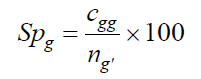 Sp_g = c_gg / n_g' × 100